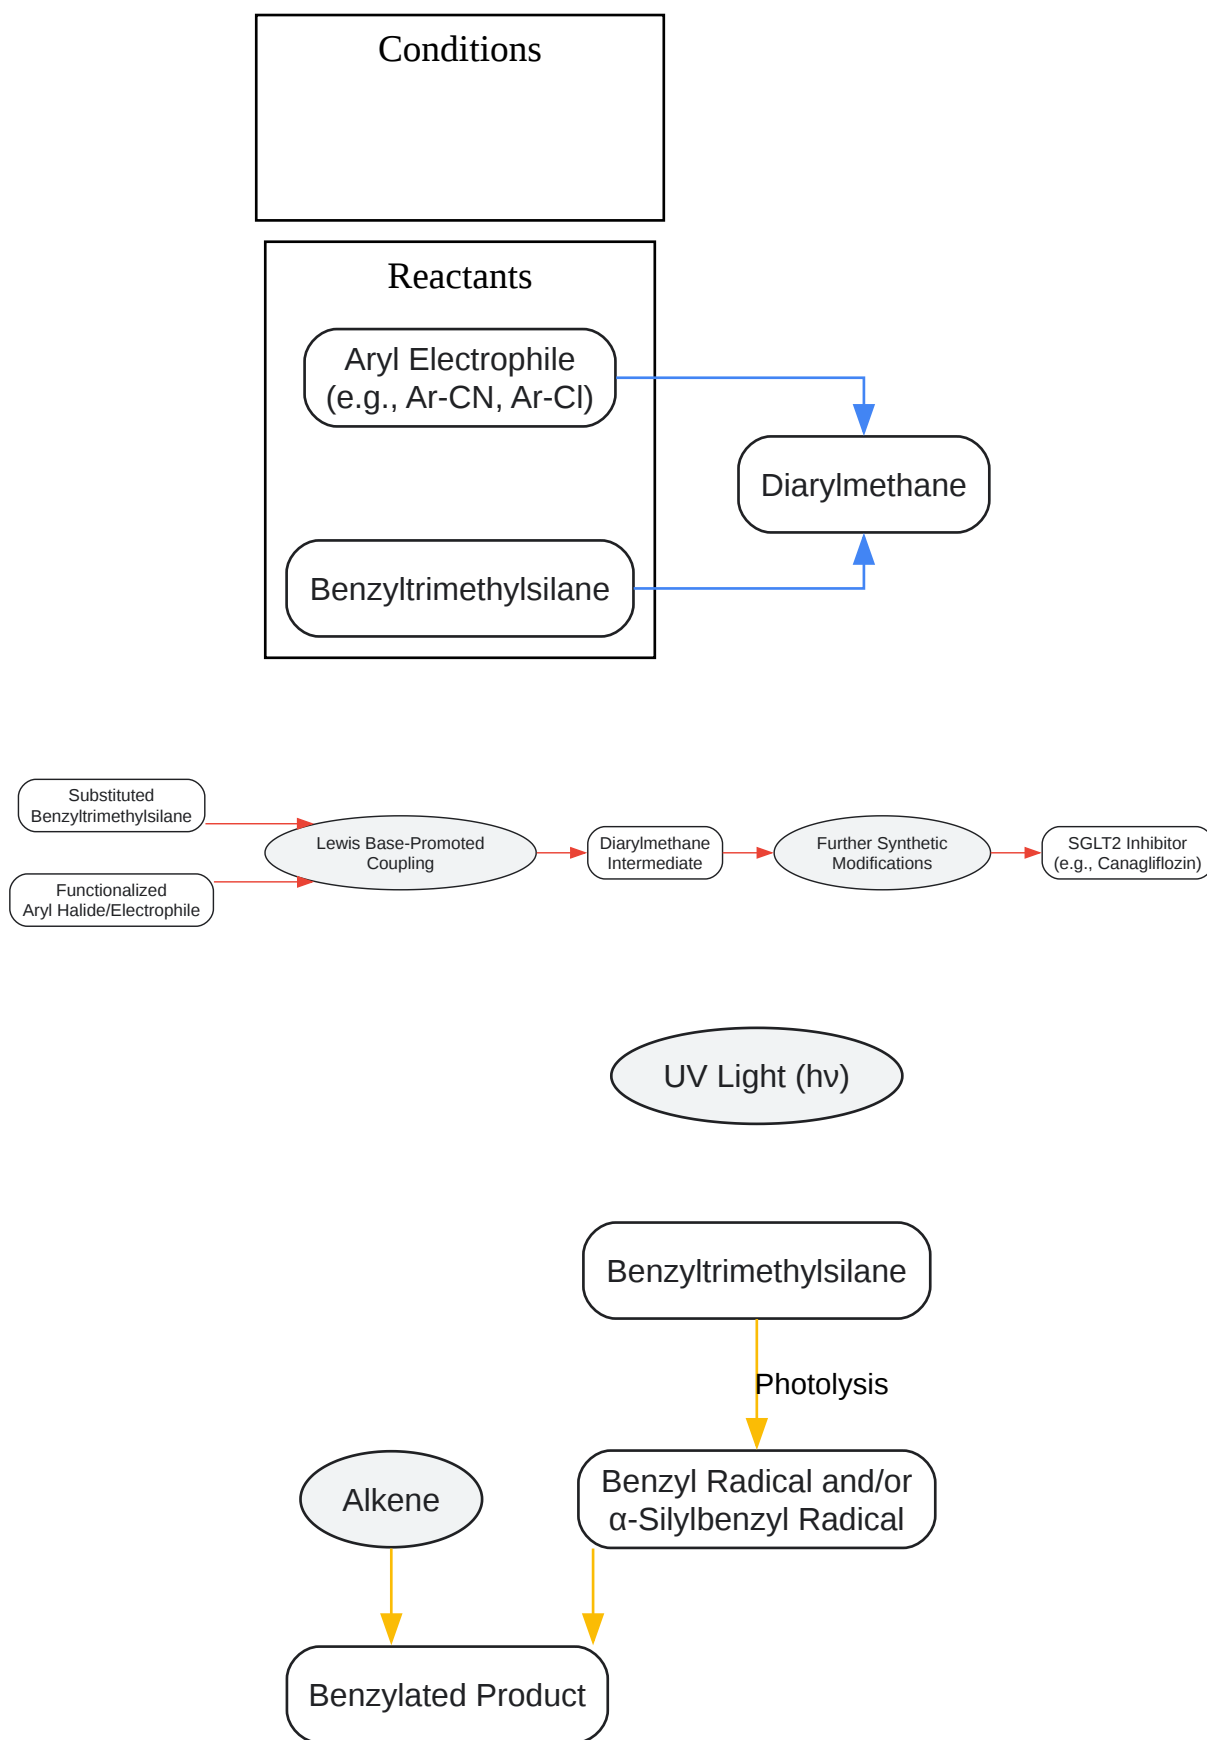 Conditions
Reactants
Aryl Electrophile
(e.g., Ar-CN, Ar-Cl)
Diarylmethane
Benzyltrimethylsilane
Substituted
Benzyltrimethylsilane
Functionalized
Aryl Halide/Electrophile
Lewis Base-Promoted
Coupling
Diarylmethane
Intermediate
Further Synthetic
Modifications
SGLT2 Inhibitor
(e.g., Canagliflozin)
UV Light (hν)
Benzyltrimethylsilane
Photolysis
Alkene
Benzyl Radical and/or
α-Silylbenzyl Radical
Benzylated Product